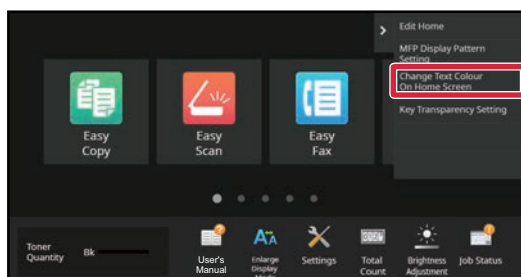 Edit Home
MFP Display Pattern
Setting
Change Text Colour
On Home Screen
Key Transparency Setting
Easy
Copy
Easy
Scan
Easy
Fax
Toner
Quantity
Bk
User's
Manual
Enlarge
Display
Mode
Settings
Total
Count
Brightness
Adjustment
Job Status